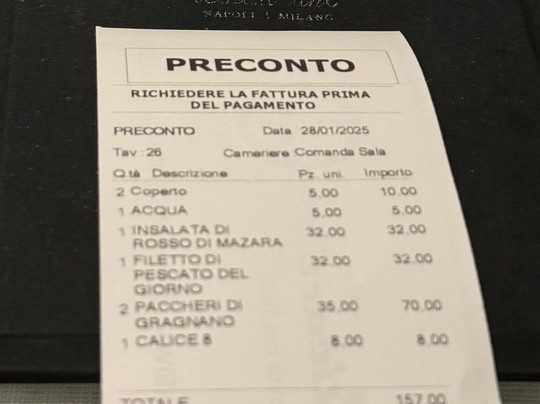 NAPOLI MILANO
PRECONTO
RICHIEDERE LA FATTURA PRIMA
DEL PAGAMENTO
PRECONTO Data 28/01/2025
Tav : 26 Cameriere :Comanda Sala
Q.tà Descrizione Pz. uni. Importo
2 Coperto 5,00 10,00
1 ACQUA 5,00 5,00
1 INSALATA DI 32,00 32,00
ROSSO DI MAZARA
1 FILETTO DI 32,00 32,00
PESCATO DEL
GIORNO
2 PACCHERI DI 35,00 70,00
GRAGNANO
1 CALICE 8 8,00 8,00
TOTALE 157,00